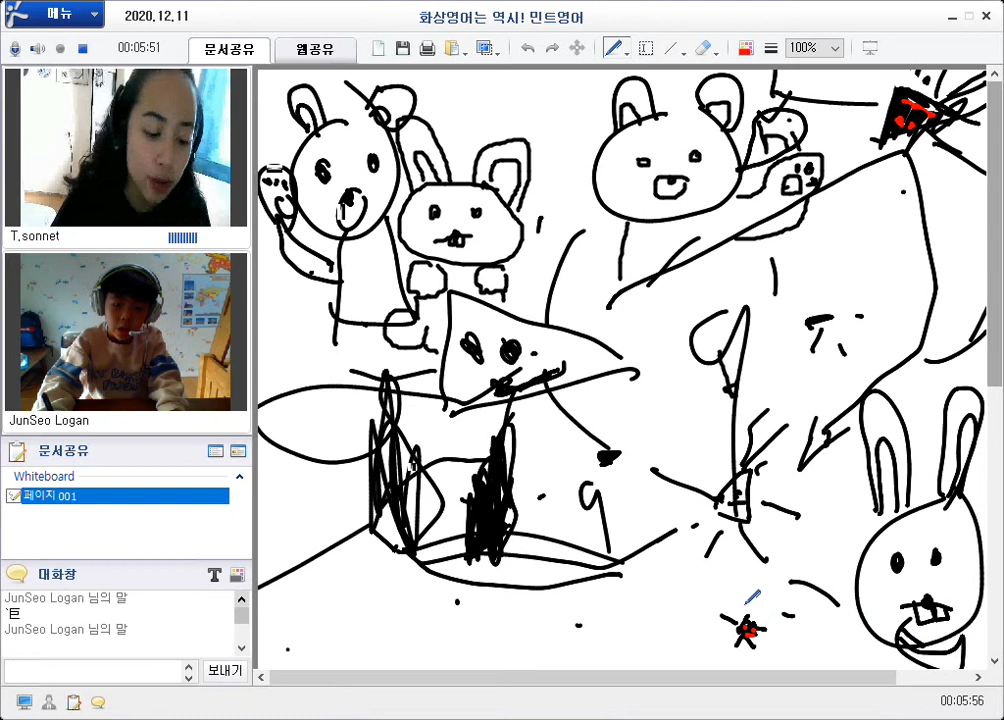 메뉴
2020.12.11
화상영어는 역시! 민트영어
00:05:51
문서공유
웹공유
100%
T.sonnet
JunSeo Logan
문서공유
Whiteboard
페이지 001
대화창
T
JunSeo Logan 님의 말
`巨
JunSeo Logan 님의 말
보내기
00:05:56